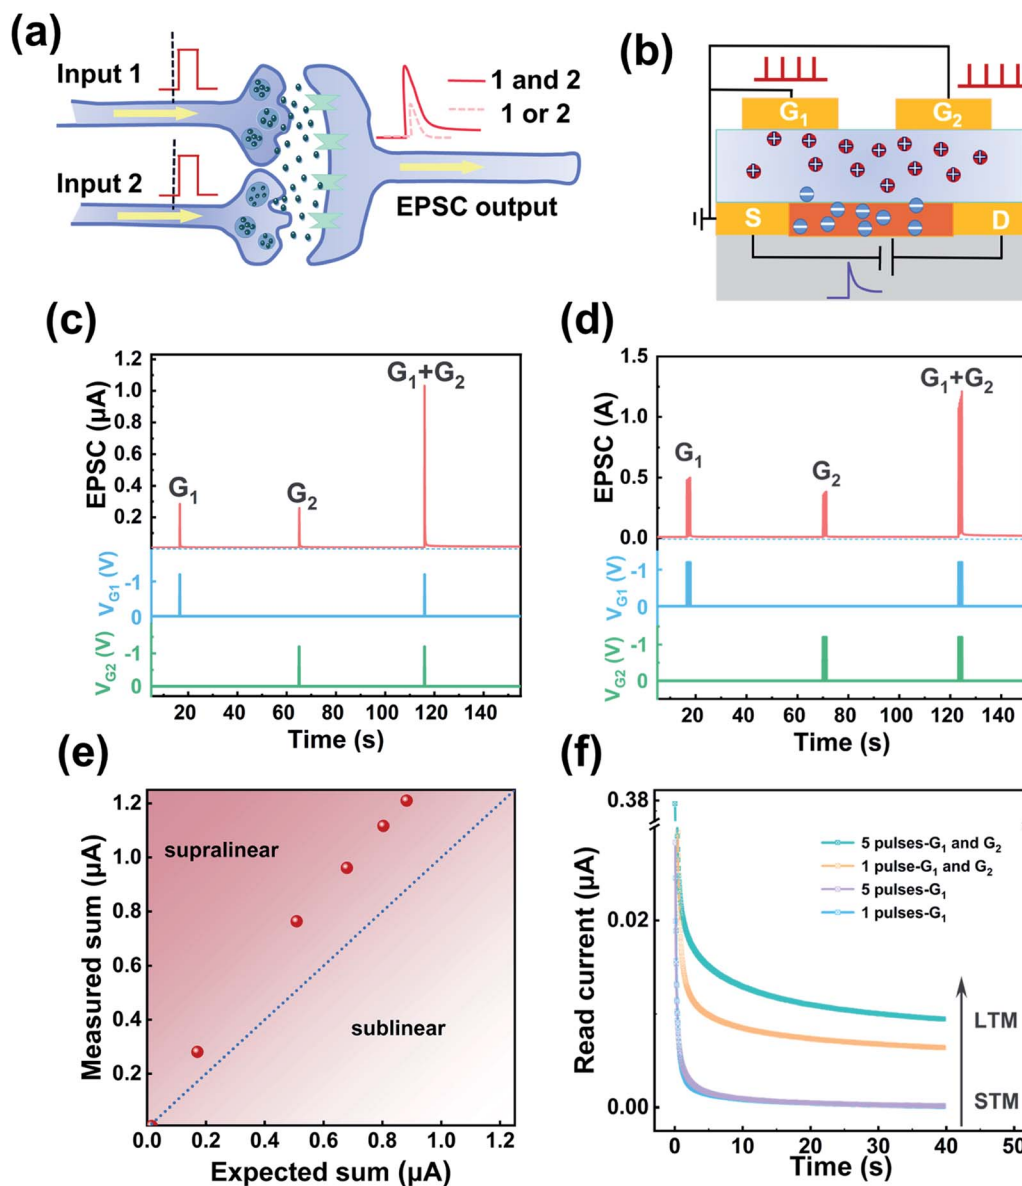 (a)
Input 1
Input 2
1 and 2
1 or 2
EPSC output
(b)
G1
G2
S
D
(c)
EPSC (µA)
1.2
1.0
0.8
0.6
0.4
0.2
G1
G2
G1+G2
VG1 (V)
-1
0
VG2 (V)
-1
0
20 40 60 80 100 120 140
Time (s)
(d)
EPSC (A)
1.5
1.0
0.5
0.0
G1
G2
G1+G2
VG1 (V)
-1
0
VG2 (V)
-1
0
20 40 60 80 100 120 140
Time (s)
(e)
Measured sum (µA)
1.2
1.0
0.8
0.6
0.4
0.2
supralinear
sublinear
0.0 0.2 0.4 0.6 0.8 1.0 1.2
Expected sum (µA)
(f)
Read current (µA)
0.38
0.02
0.00
5 pulses-G1 and G2
1 pulse-G1 and G2
5 pulses-G1
1 pulses-G1
LTM
STM
0 10 20 30 40 50
Time (s)